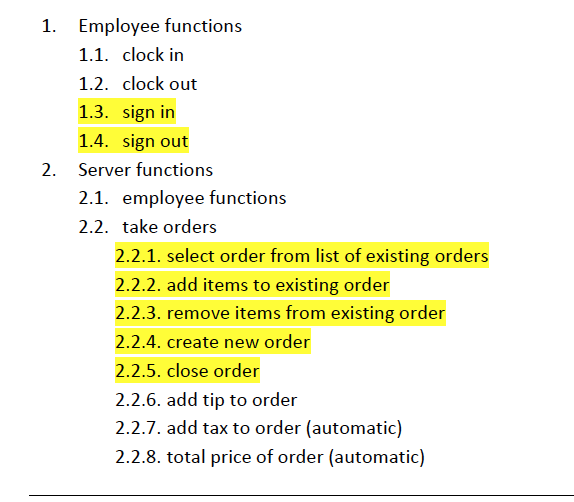 1. Employee functions
1.1. clock in
1.2. clock out
1.3. sign in
1.4. sign out
2. Server functions
2.1. employee functions
2.2. take orders
2.2.1. select order from list of existing orders
2.2.2. add items to existing order
2.2.3. remove items from existing order
2.2.4. create new order
2.2.5. close order
2.2.6. add tip to order
2.2.7. add tax to order (automatic)
2.2.8. total price of order (automatic)